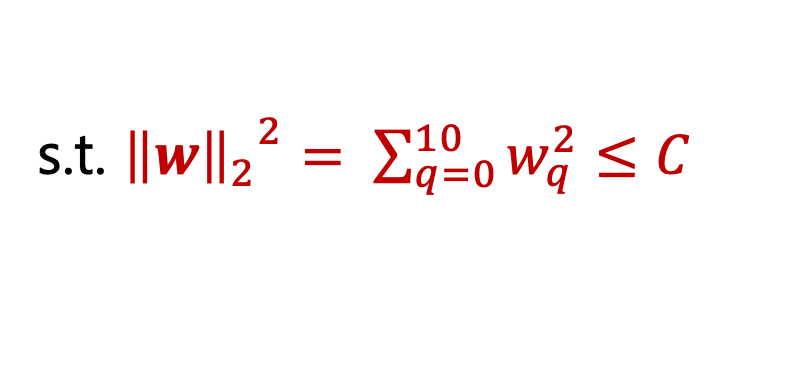 s.t. ‖w‖₂² = ∑_{q=0}^{10} w_q² ≤ C